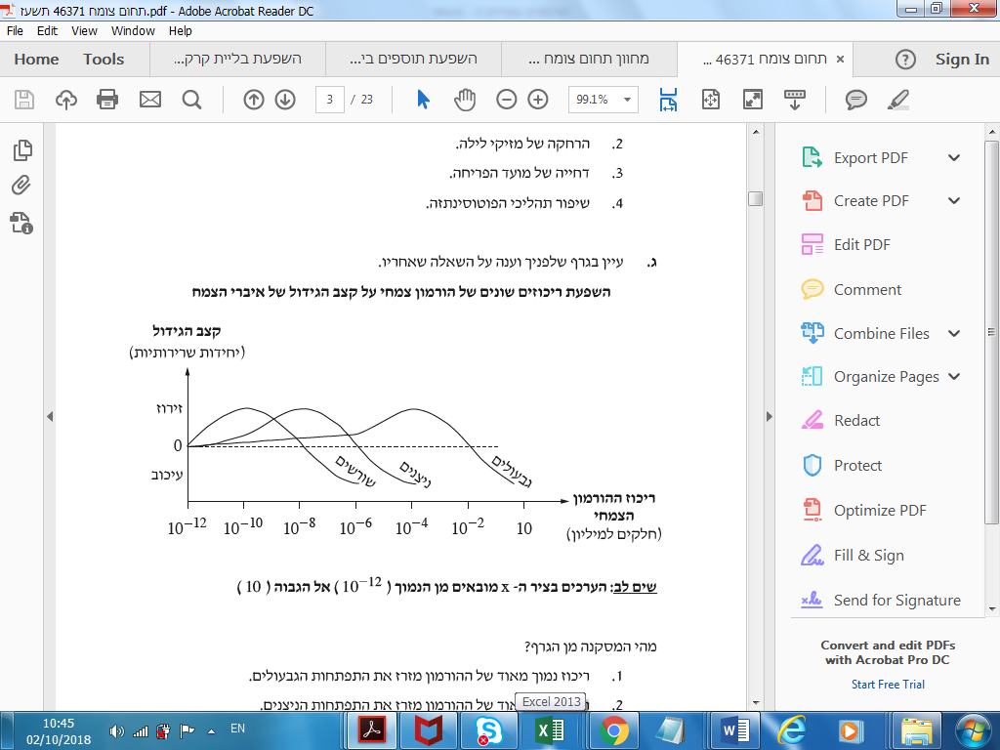 תחום צומח 46371 תשעז.pdf - Adobe Acrobat Reader DC
File Edit View Window Help
Home Tools השפעת בליית קרק... השפעת תוספים בי... מחוון תחום צומח ... תחום צומח 46371 ... Sign In
3 / 23 99.1%
2. הרחקה של מזיקי לילה.
3. דחייה של מועד הפריחה.
4. שיפור תהליכי הפוטוסינתזה.
ג. עיין בגרף שלפניך וענה על השאלה שאחריו.
השפעת ריכוזים שונים של הורמון צמחי על קצב הגידול של איברי הצמח
קצב הגידול
(יחידות שרירותיות)
זירוז
0
עיכוב
שורשים
ניצנים
גבעולים
ריכוז ההורמון
הצמחי
(חלקים למיליון)
10⁻¹² 10⁻¹⁰ 10⁻⁸ 10⁻⁶ 10⁻⁴ 10⁻² 10
שים לב: הערכים בציר ה- x מובאים מן הנמוך (10⁻¹²) אל הגבוה (10)
מהי המסקנה מן הגרף?
1. ריכוז נמוך מאוד של ההורמון מזרז את התפתחות הגבעולים.
2. מאוד של ההורמון מזרז את התפתחות הניצנים.
Export PDF
Create PDF
Edit PDF
Comment
Combine Files
Organize Pages
Redact
Protect
Optimize PDF
Fill & Sign
Send for Signature
Convert and edit PDFs
with Acrobat Pro DC
Start Free Trial
Excel 2013
10:45
02/10/2018
EN